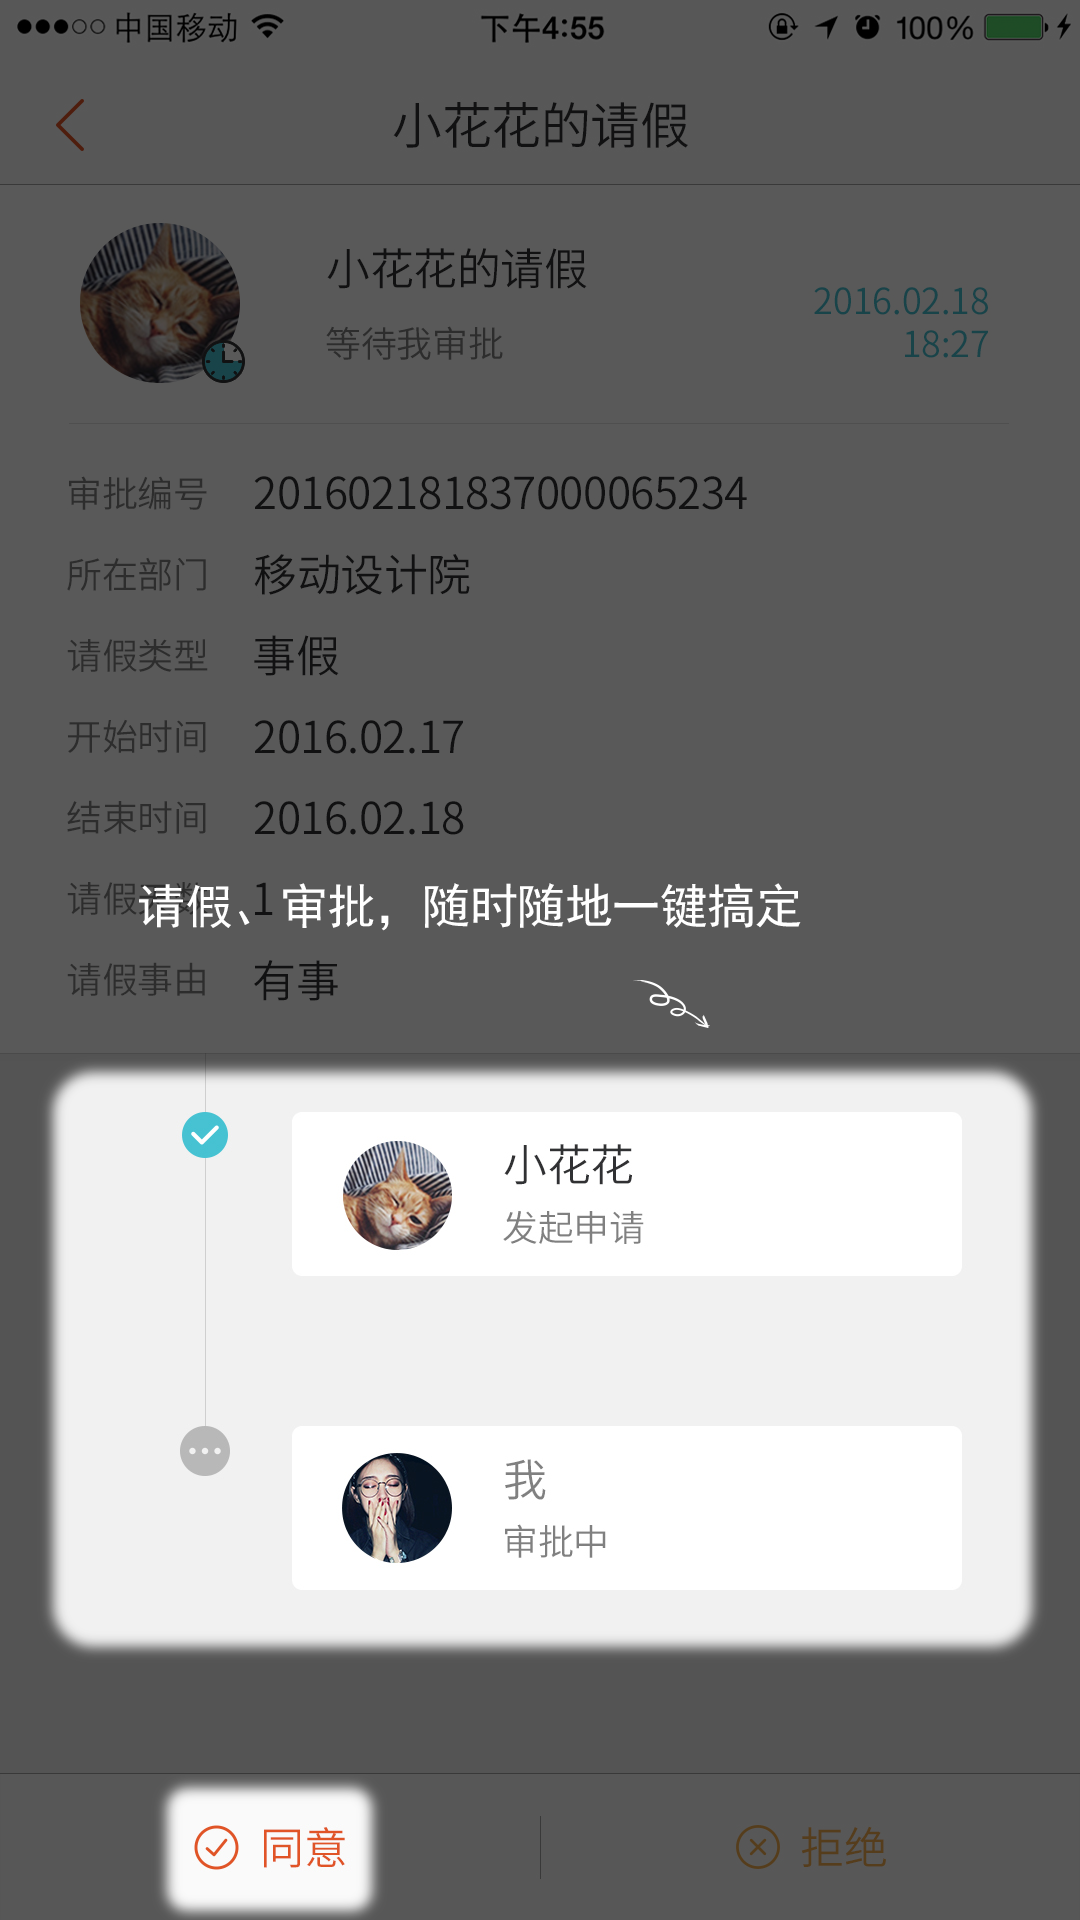 中国移动 下午4:55 100%
小花花的请假
小花花的请假
等待我审批
2016.02.18
18:27
审批编号 201602181837000065234
所在部门 移动设计院
请假类型 事假
开始时间 2016.02.17
结束时间 2016.02.18
请假天数 1
请假、审批，随时随地一键搞定
请假事由 有事
小花花
发起申请
我
审批中
同意 拒绝